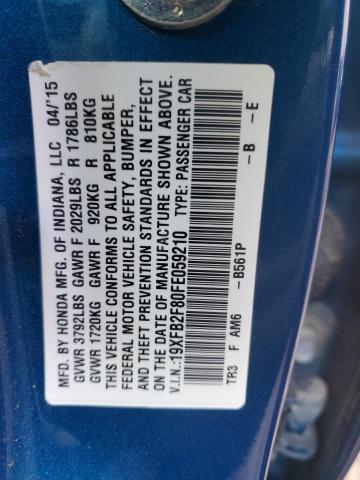 MFD. BY HONDA MFG. OF INDIANA, LLC 04/'15
GVWR 3792LBS GAWR F 2029LBS R 1786LBS
GVWR 1720KG GAWR F 920KG R 810KG
THIS VEHICLE CONFORMS TO ALL APPLICABLE
FEDERAL MOTOR VEHICLE SAFETY, BUMPER,
AND THEFT PREVENTION STANDARDS IN EFFECT
ON THE DATE OF MANUFACTURE SHOWN ABOVE.
V.I.N.:19XFB2F80FE059210 TYPE: PASSENGER CAR
TR3 F AM6 -B561P -B -E